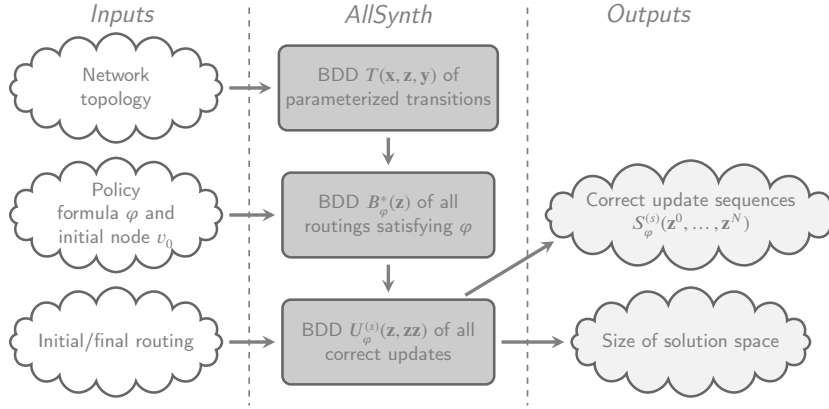 Inputs
AllSynth
Outputs
Network
topology
BDD T(x, z, y) of
parameterized transitions
Policy
formula φ and
initial node v₀
BDD B*φ(z) of all
routings satisfying φ
Correct update sequences
Sφ⁽ˢ⁾(z⁰, … , zᴺ)
Initial/final routing
BDD Uφ⁽ˢ⁾(z, zz) of all
correct updates
Size of solution space